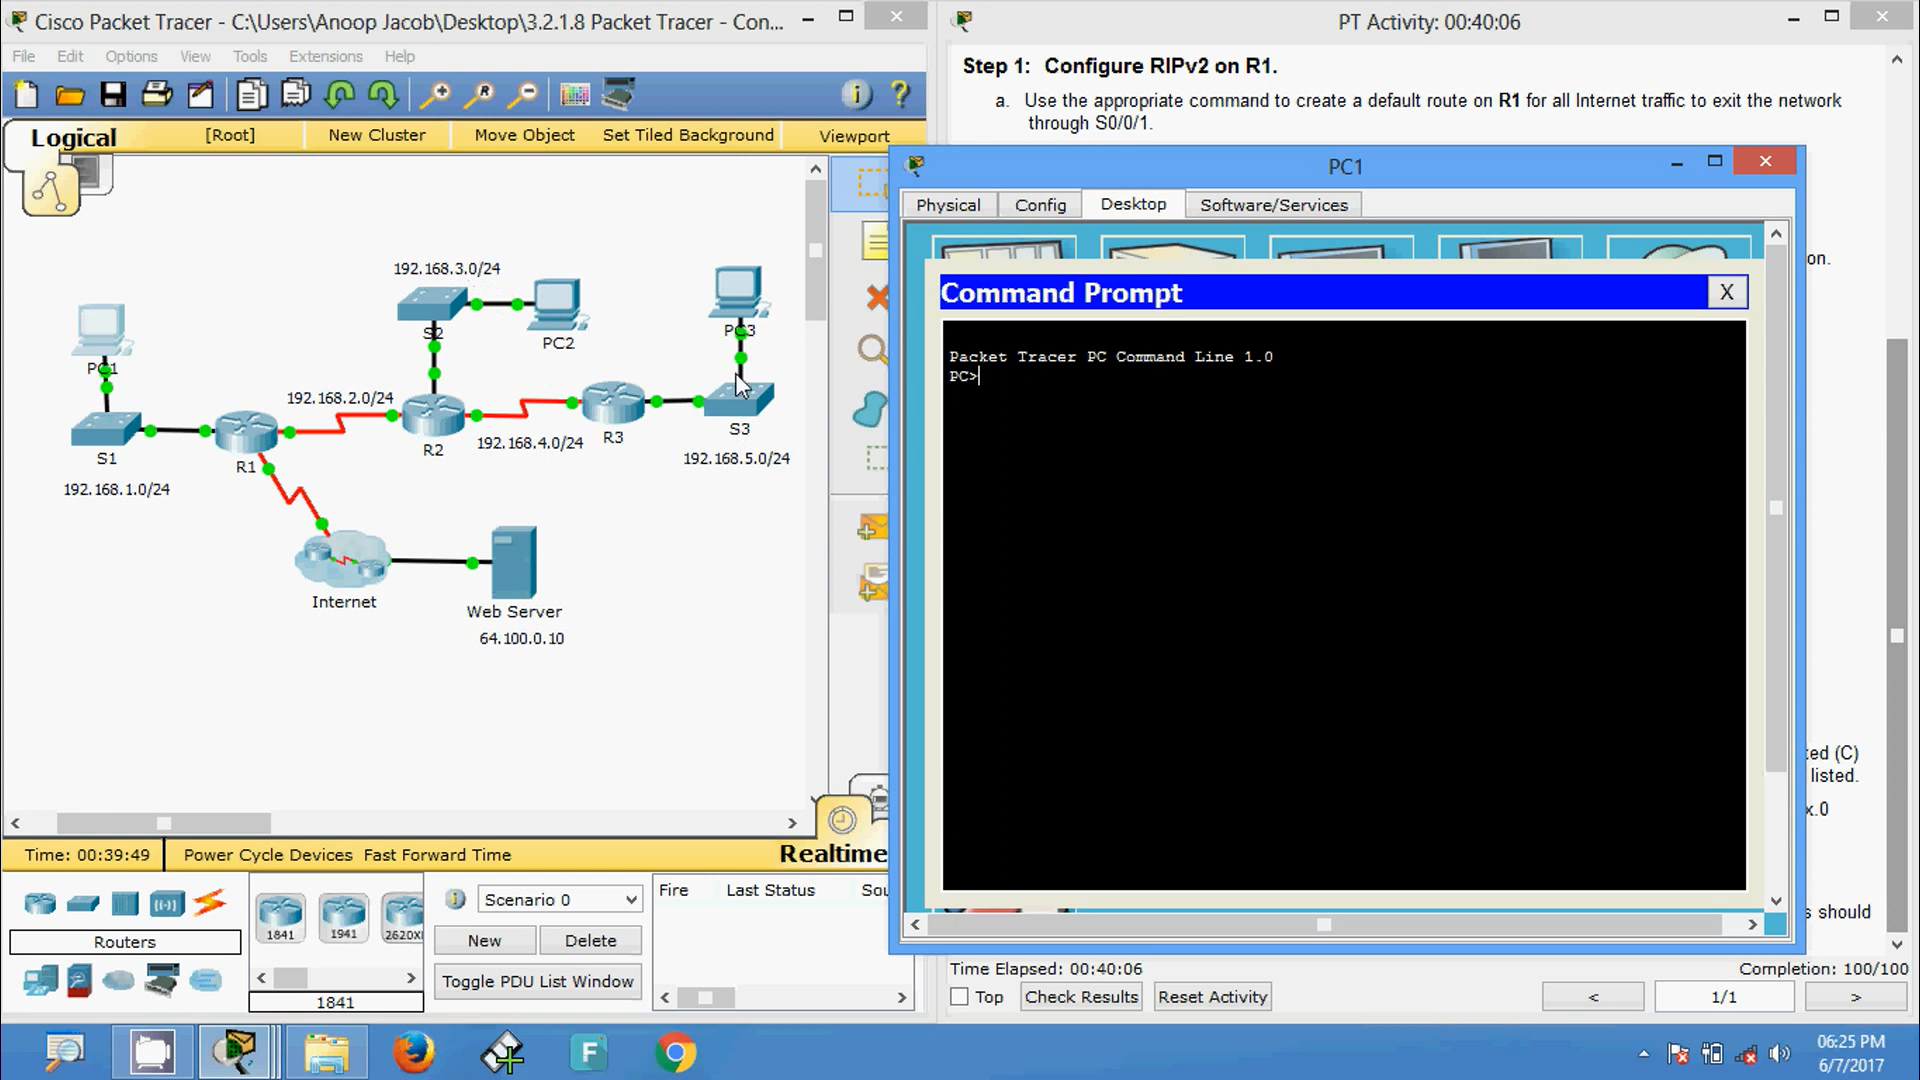 Cisco Packet Tracer - C:\Users\Anoop Jacob\Desktop\3.2.1.8 Packet Tracer - Con...
File Edit Options View Tools Extensions Help
Logical [Root] New Cluster Move Object Set Tiled Background Viewport
192.168.3.0/24
S2
PC2
PC3
PC1
192.168.2.0/24
R2
192.168.4.0/24
R3
S3
192.168.5.0/24
S1
R1
192.168.1.0/24
Internet
Web Server
64.100.0.10
Time: 00:39:49 Power Cycle Devices Fast Forward Time Realtime
Routers
1841 1941 2620X
1841
Scenario 0
New Delete
Toggle PDU List Window
Fire Last Status Sou
PT Activity: 00:40:06
Step 1: Configure RIPv2 on R1.
a. Use the appropriate command to create a default route on R1 for all Internet traffic to exit the network
through S0/0/1.
PC1
Physical Config Desktop Software/Services
Command Prompt X
Packet Tracer PC Command Line 1.0
PC>
on.
ted (C)
listed.
x.0
s should
Time Elapsed: 00:40:06 Completion: 100/100
Top Check Results Reset Activity < 1/1 >
06:25 PM
6/7/2017